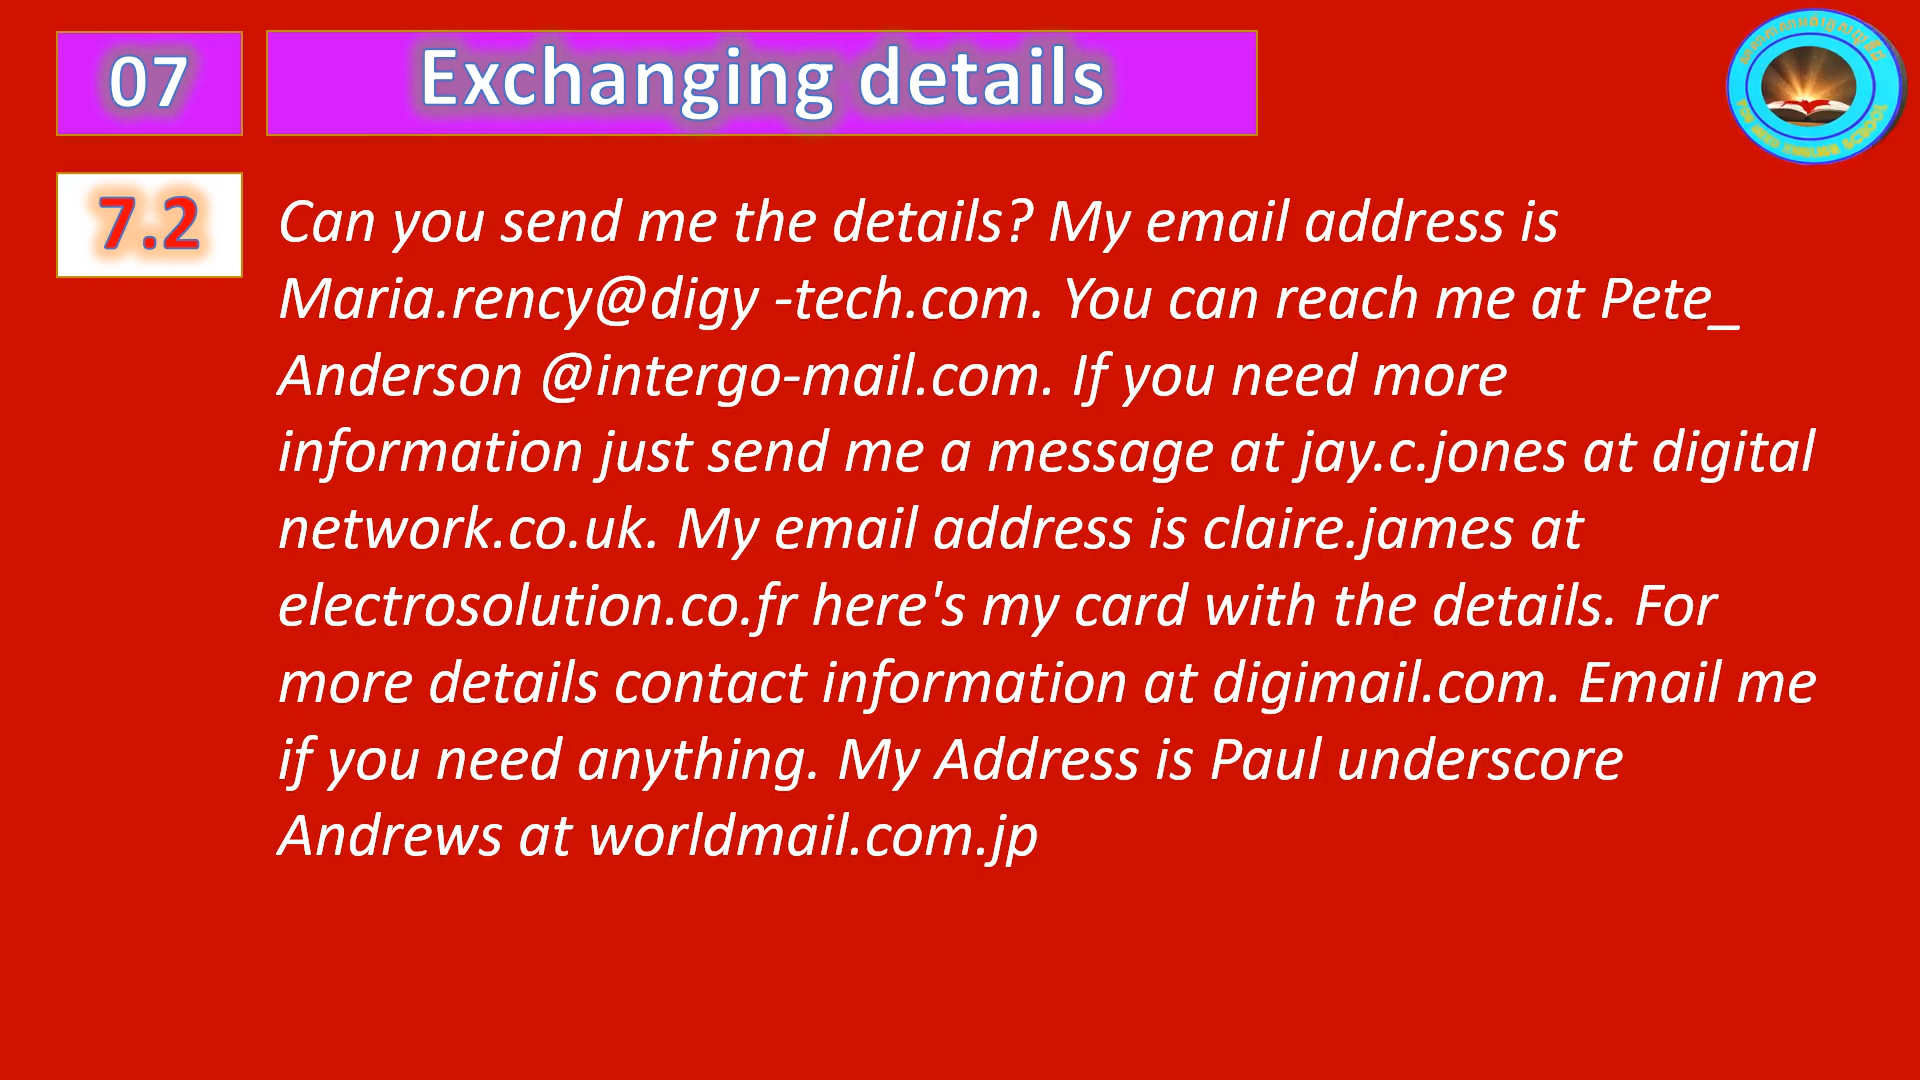 07
Exchanging details
7.2
Can you send me the details? My email address is
Maria.rency@digy -tech.com. You can reach me at Pete_
Anderson @intergo-mail.com. If you need more
information just send me a message at jay.c.jones at digital
network.co.uk. My email address is claire.james at
electrosolution.co.fr here's my card with the details. For
more details contact information at digimail.com. Email me
if you need anything. My Address is Paul underscore
Andrews at worldmail.com.jp